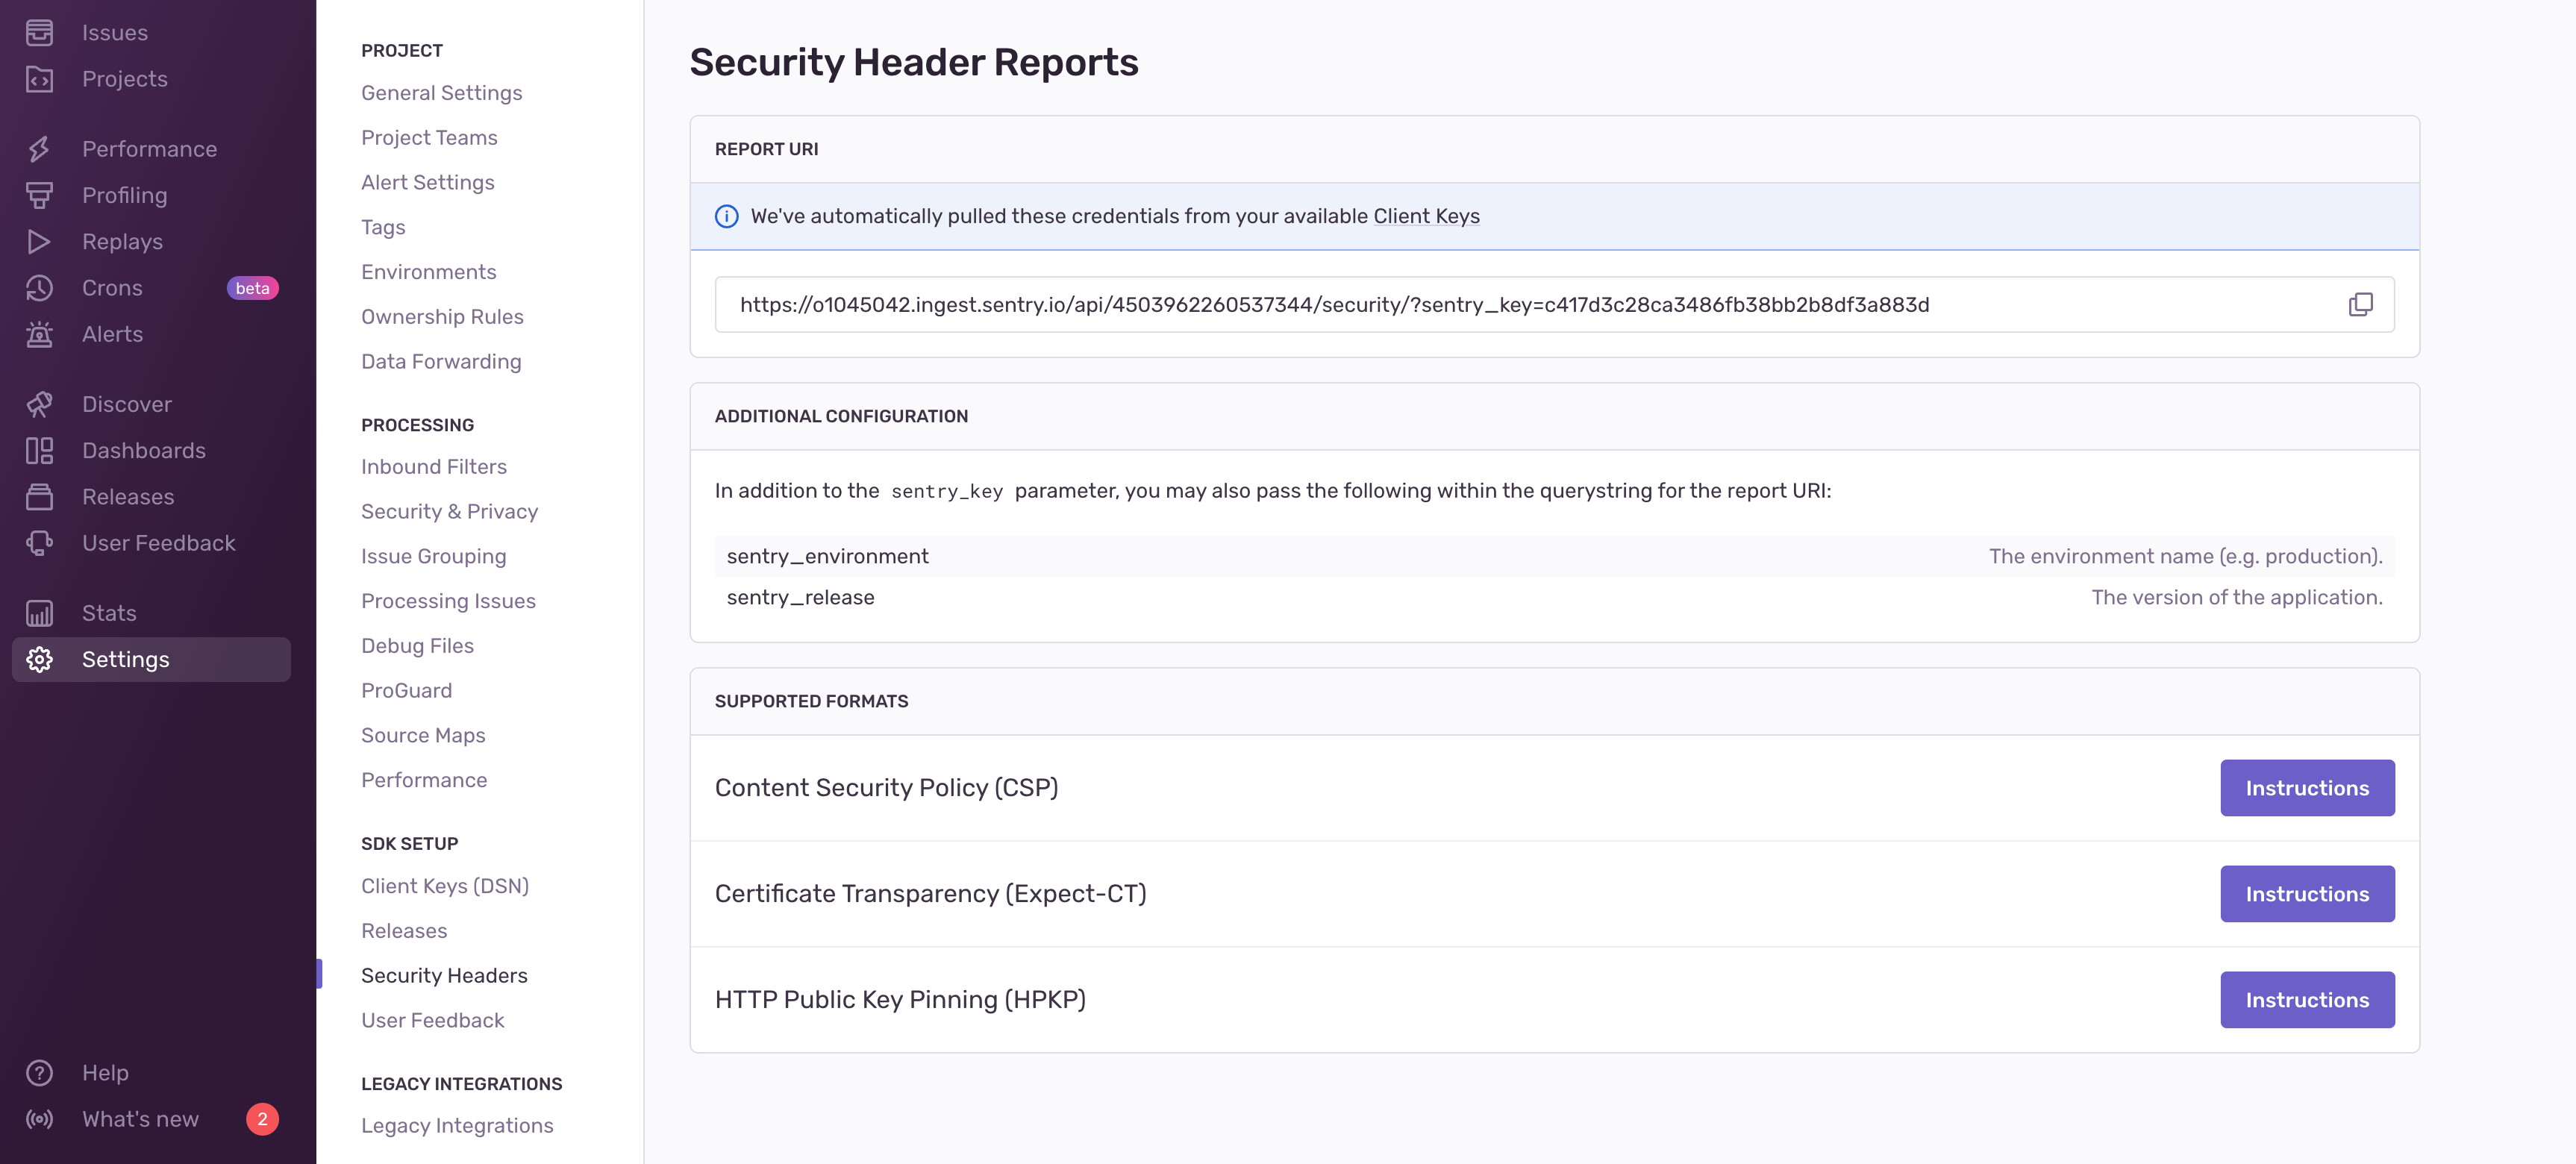 Issues
Projects
Performance
Profiling
Replays
Crons beta
Alerts
Discover
Dashboards
Releases
User Feedback
Stats
Settings
Help
What's new 2
PROJECT
General Settings
Project Teams
Alert Settings
Tags
Environments
Ownership Rules
Data Forwarding
PROCESSING
Inbound Filters
Security & Privacy
Issue Grouping
Processing Issues
Debug Files
ProGuard
Source Maps
Performance
SDK SETUP
Client Keys (DSN)
Releases
Security Headers
User Feedback
LEGACY INTEGRATIONS
Legacy Integrations
Security Header Reports
REPORT URI
We've automatically pulled these credentials from your available Client Keys
https://o1045042.ingest.sentry.io/api/4503962260537344/security/?sentry_key=c417d3c28ca3486fb38bb2b8df3a883d
ADDITIONAL CONFIGURATION
In addition to the sentry_key parameter, you may also pass the following within the querystring for the report URI:
sentry_environment The environment name (e.g. production).
sentry_release The version of the application.
SUPPORTED FORMATS
Content Security Policy (CSP) Instructions
Certificate Transparency (Expect-CT) Instructions
HTTP Public Key Pinning (HPKP) Instructions